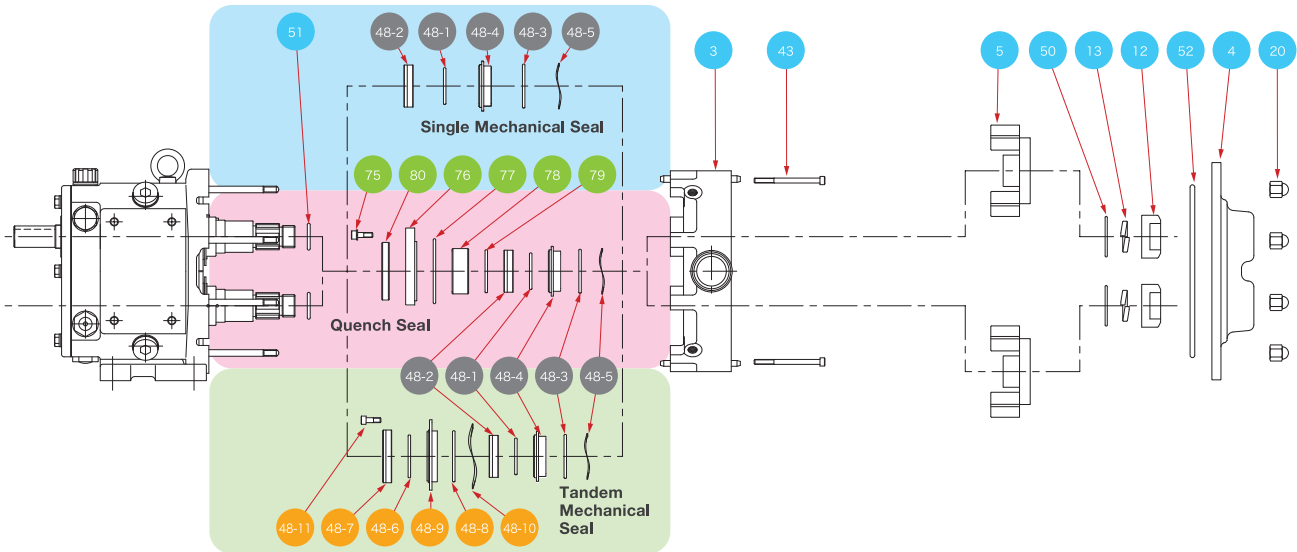 51 48-2 48-1 48-4 48-3 48-5 3 43 5 50 13 12 52 4 20
Single Mechanical Seal
75 80 76 77 78 79
Quench Seal
48-2 48-1 48-4 48-3 48-5
Tandem
Mechanical
Seal
48-11 48-7 48-6 48-9 48-8 48-10